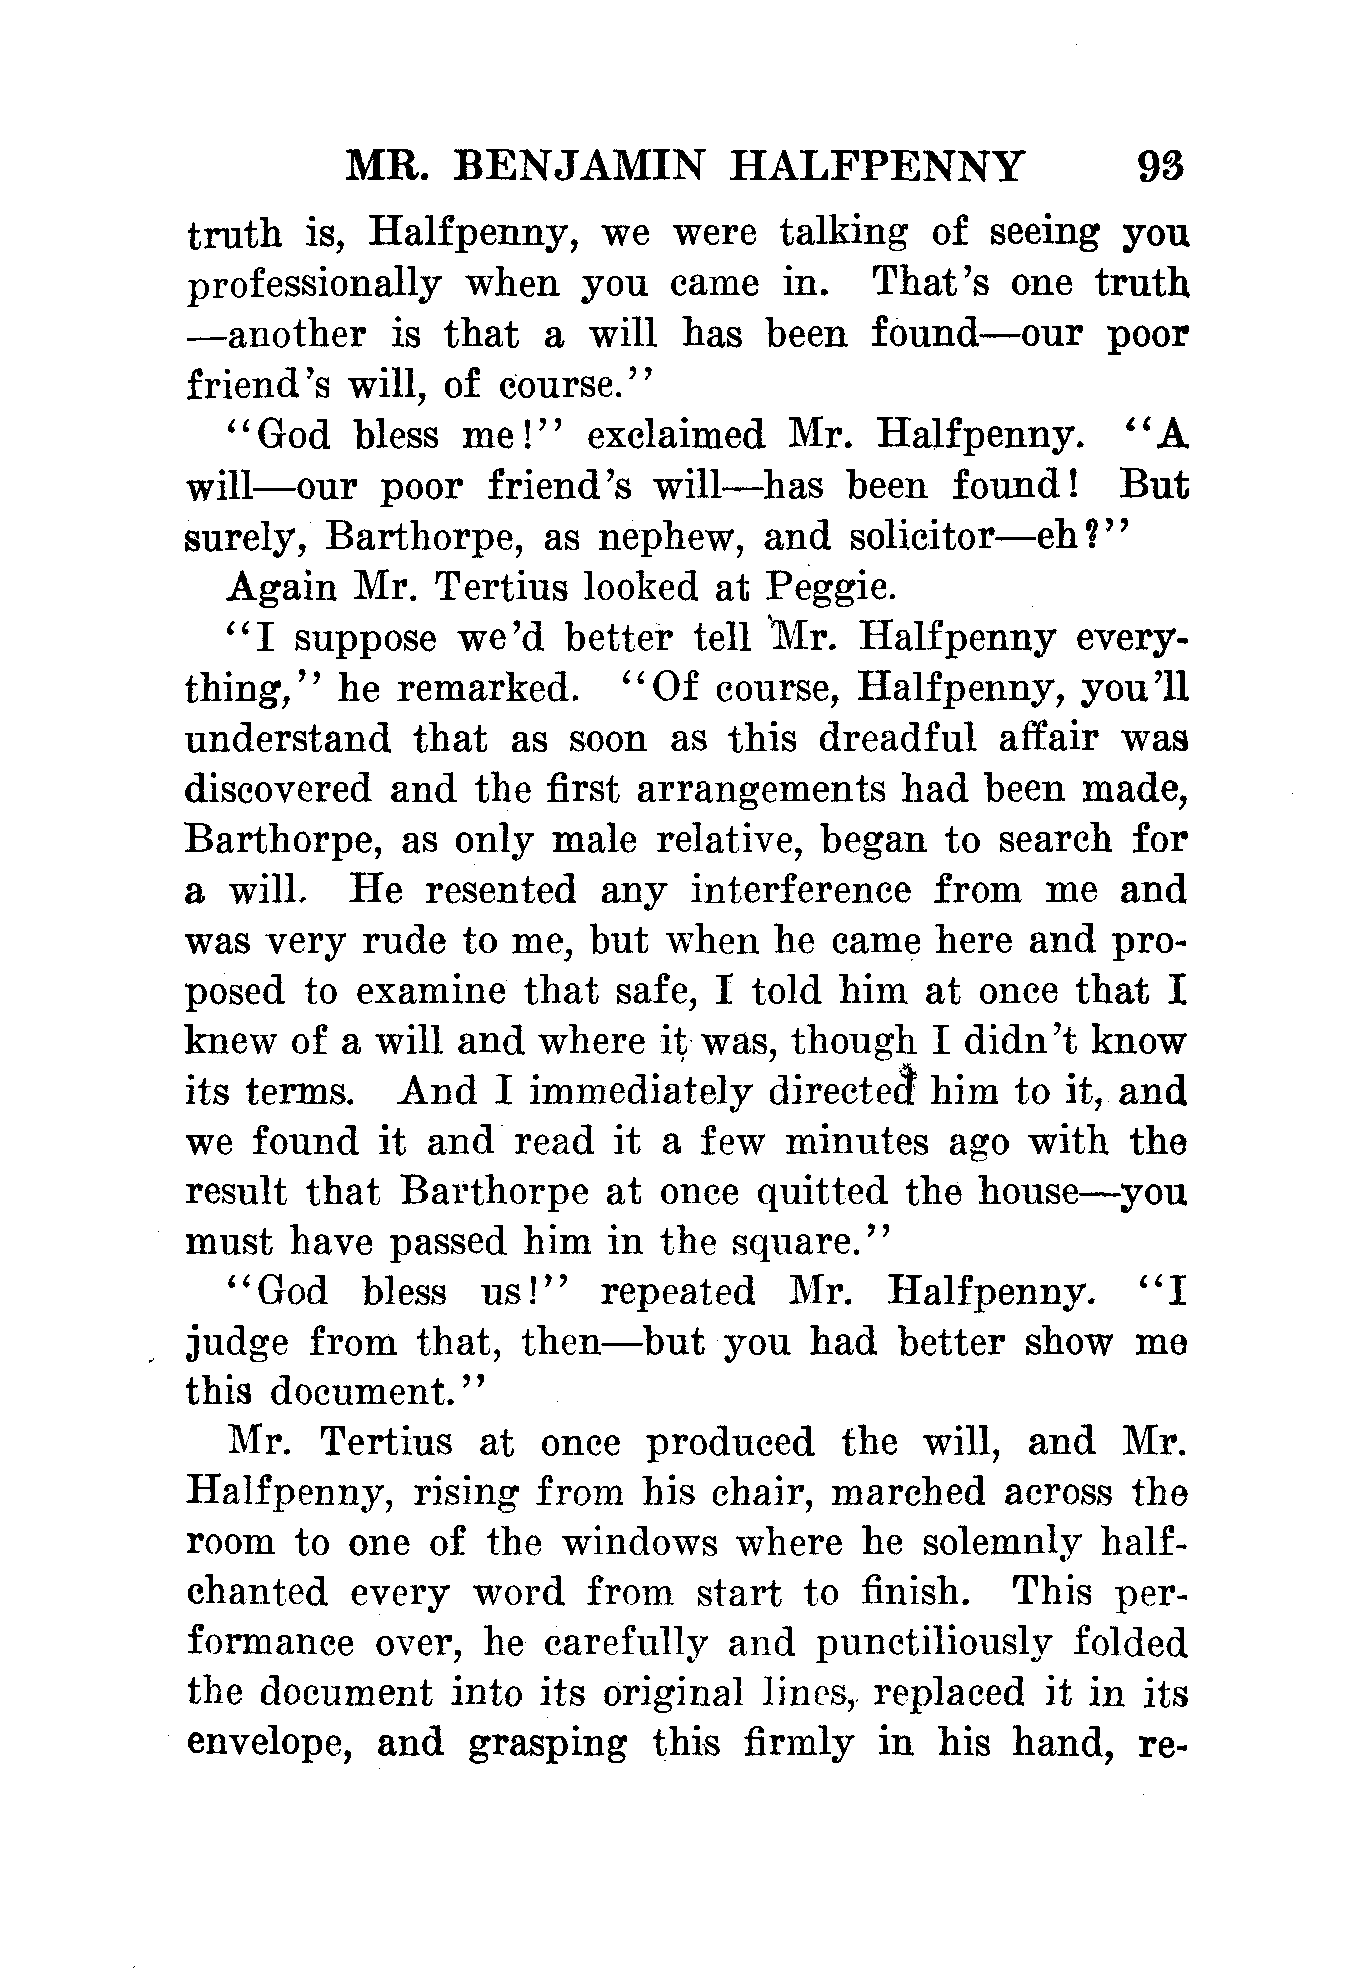 MR. BENJAMIN HALFPENNY 93
truth is, Halfpenny, we were talking of seeing you
professionally when you came in. That's one truth
—another is that a will has been found—our poor
friend's will, of course."
"God bless me!" exclaimed Mr. Halfpenny. "A
will—our poor friend's will—has been found! But
surely, Barthorpe, as nephew, and solicitor—eh?"
Again Mr. Tertius looked at Peggie.
"I suppose we'd better tell Mr. Halfpenny every-
thing," he remarked. "Of course, Halfpenny, you'll
understand that as soon as this dreadful affair was
discovered and the first arrangements had been made,
Barthorpe, as only male relative, began to search for
a will. He resented any interference from me and
was very rude to me, but when he came here and pro-
posed to examine that safe, I told him at once that I
knew of a will and where it was, though I didn't know
its terms. And I immediately directed him to it, and
we found it and read it a few minutes ago with the
result that Barthorpe at once quitted the house—you
must have passed him in the square."
"God bless us!" repeated Mr. Halfpenny. "I
judge from that, then—but you had better show me
this document."
Mr. Tertius at once produced the will, and Mr.
Halfpenny, rising from his chair, marched across the
room to one of the windows where he solemnly half-
chanted every word from start to finish. This per-
formance over, he carefully and punctiliously folded
the document into its original lines, replaced it in its
envelope, and grasping this firmly in his hand, re-